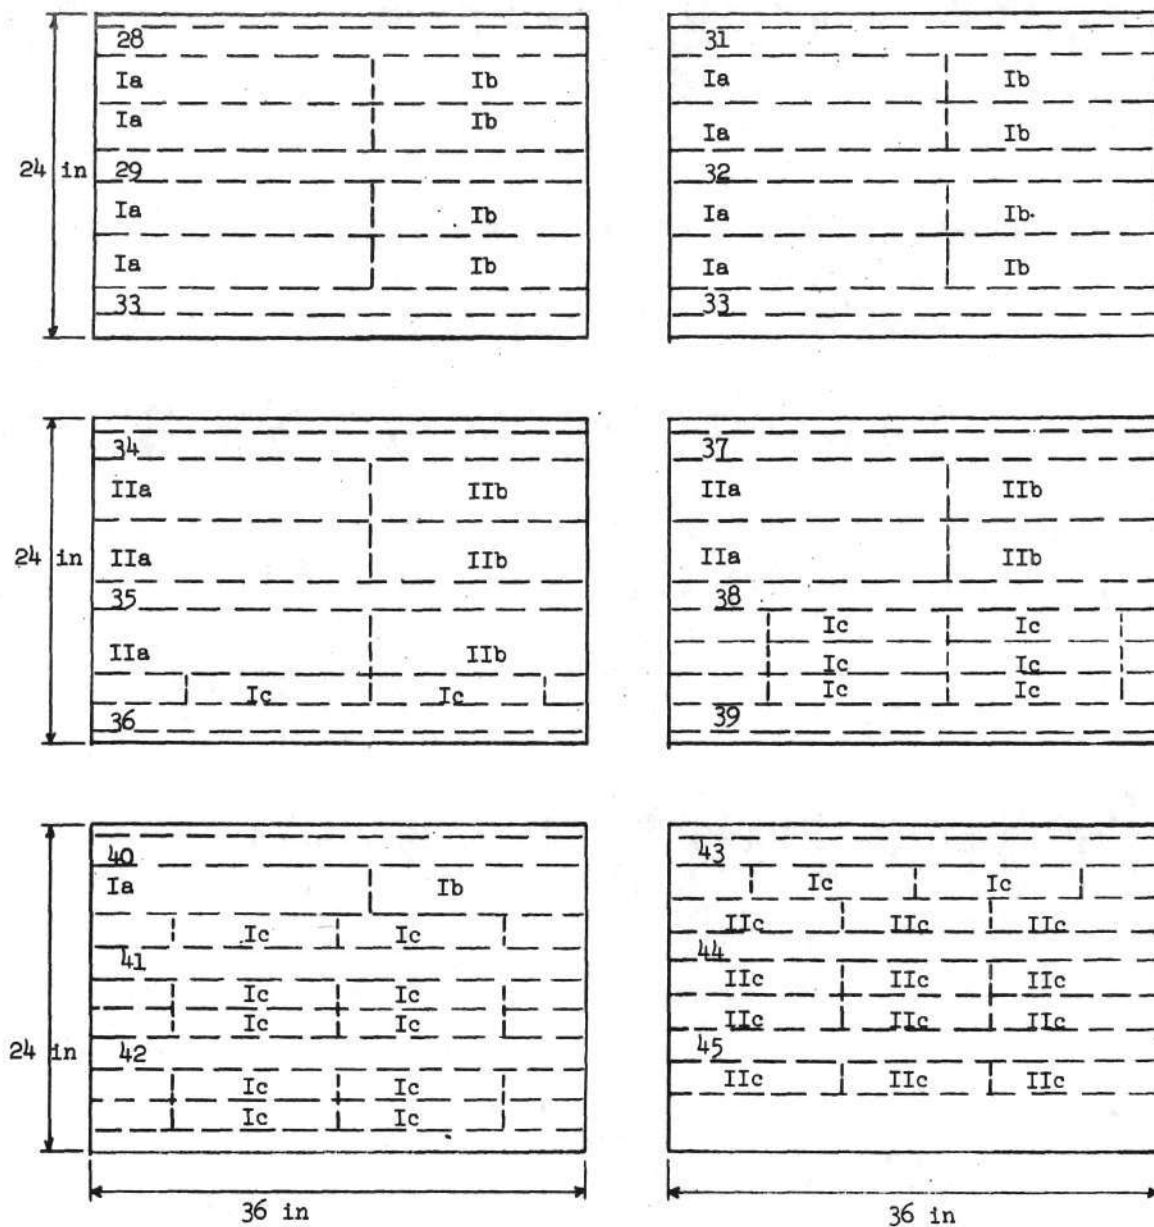 28
Ia Ib
Ia Ib
24 in
29
Ia Ib
Ia Ib
33
31
Ia Ib
Ia Ib
32
Ia Ib
Ia Ib
33
34
IIa IIb
24 in
IIa IIb
35
IIa IIb
Ic Ic
36
37
IIa IIb
IIa IIb
38
Ic Ic
Ic Ic
Ic Ic
39
40
Ia Ib
Ic Ic
41
Ic Ic
Ic Ic
24 in
42
Ic Ic
Ic Ic
36 in
43
Ic Ic
IIc IIc IIc
44
IIc IIc IIc
IIc IIc IIc
45
IIc IIc IIc
36 in